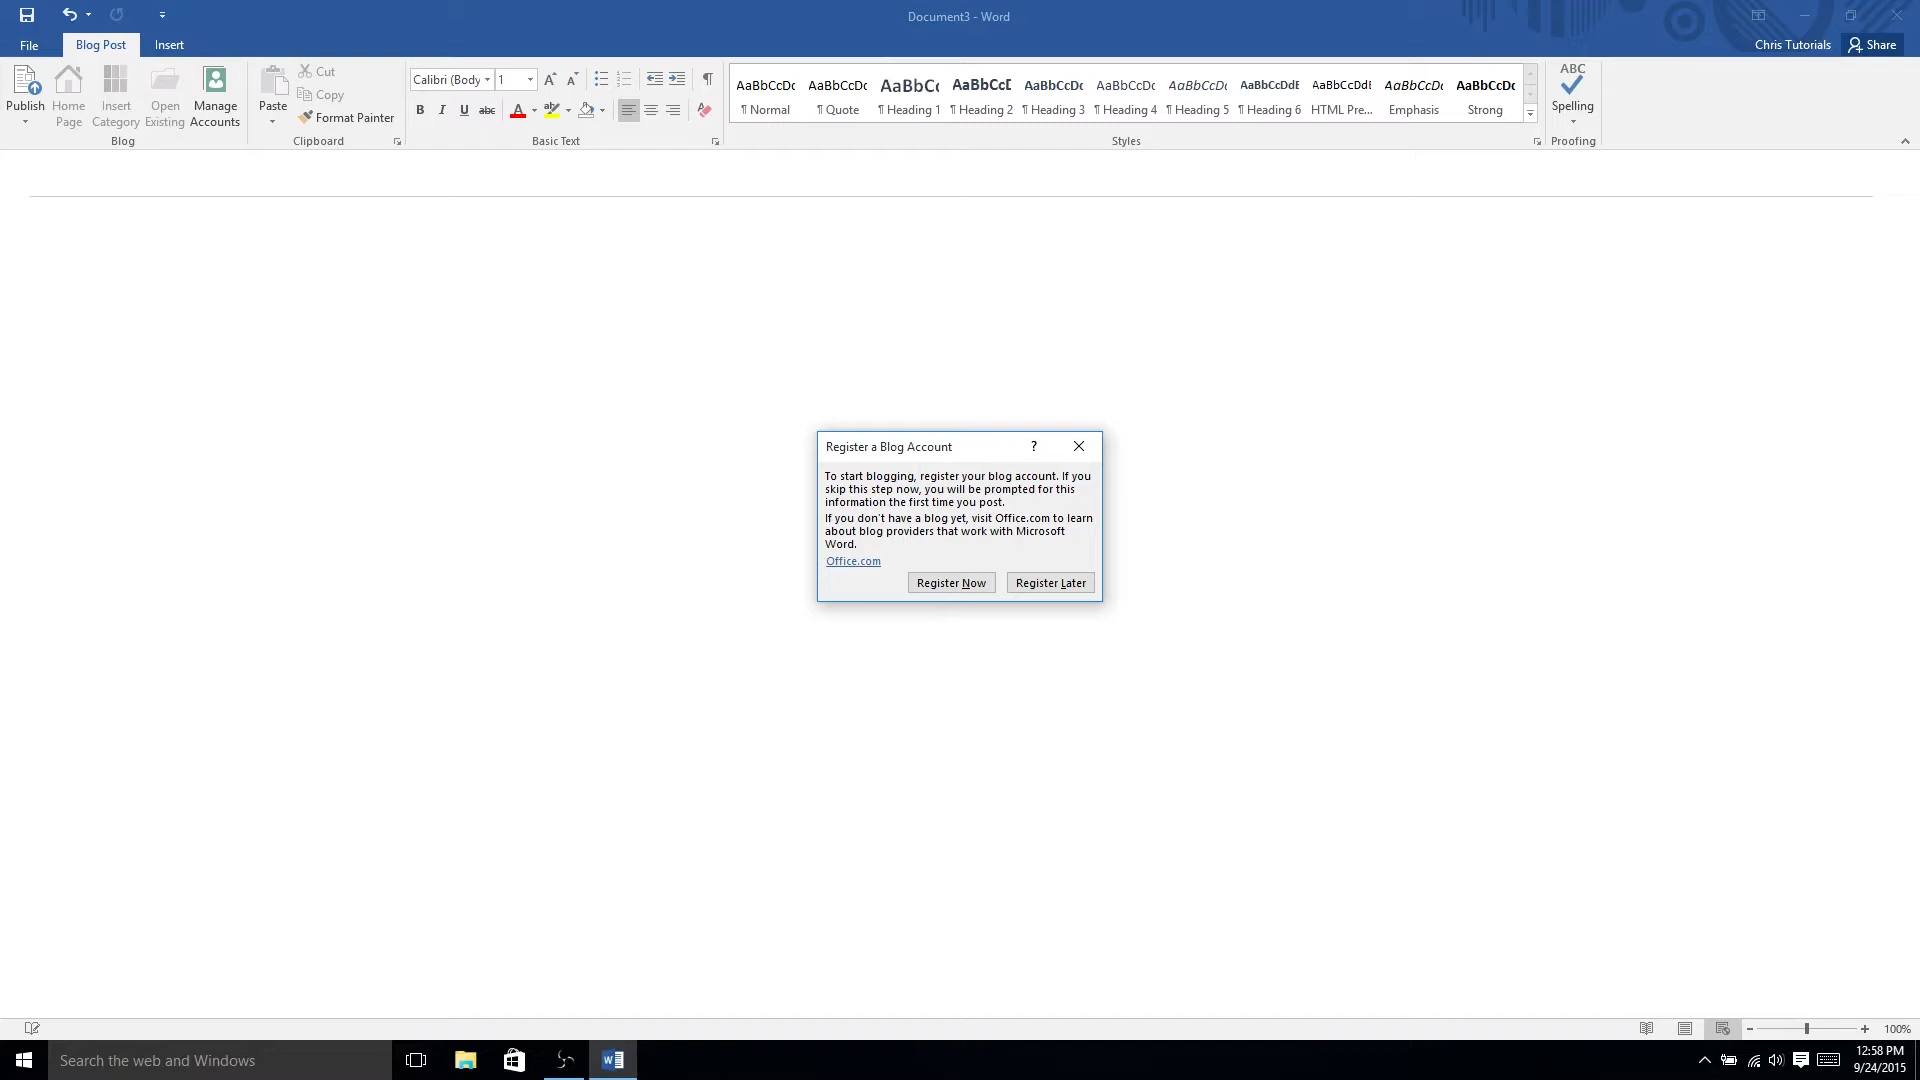 Document3 - Word
File
Blog Post
Insert
Chris Tutorials
Share
Publish
Home Page
Insert Category
Open Existing
Manage Accounts
Blog
Paste
Cut
Copy
Format Painter
Clipboard
Calibri (Body
1
B I U abc
Basic Text
AaBbCcDc AaBbCcDc AaBbCc AaBbCcD AaBbCcDc AaBbCcDc AaBbCcDc AaBbCcDdE AaBbCcDdE AaBbCcDc AaBbCcDc
¶ Normal ¶ Quote ¶ Heading 1 ¶ Heading 2 ¶ Heading 3 ¶ Heading 4 ¶ Heading 5 ¶ Heading 6 HTML Pre... Emphasis Strong
Styles
ABC
Spelling
Proofing
Register a Blog Account
?
To start blogging, register your blog account. If you
skip this step now, you will be prompted for this
information the first time you post.
If you don't have a blog yet, visit Office.com to learn
about blog providers that work with Microsoft
Word.
Office.com
Register Now
Register Later
100%
Search the web and Windows
12:58 PM
9/24/2015